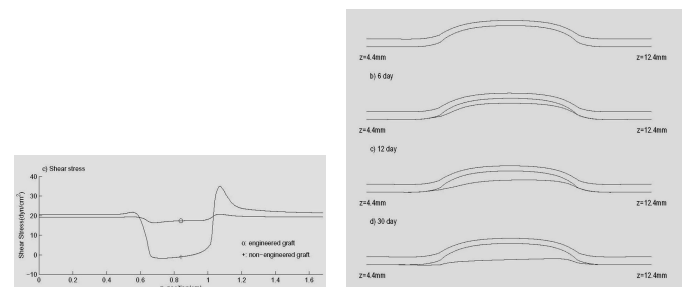 c) Shear stress
Shear Stress(dyn/cm²)
40
30
20
10
0
−10
o: engineered graft
+: non−engineered graft
0 0.2 0.4 0.6 0.8 1 1.2 1.4 1.6
z=4.4mm z=12.4mm
b) 6 day
z=4.4mm z=12.4mm
c) 12 day
z=4.4mm z=12.4mm
d) 30 day
z=4.4mm z=12.4mm